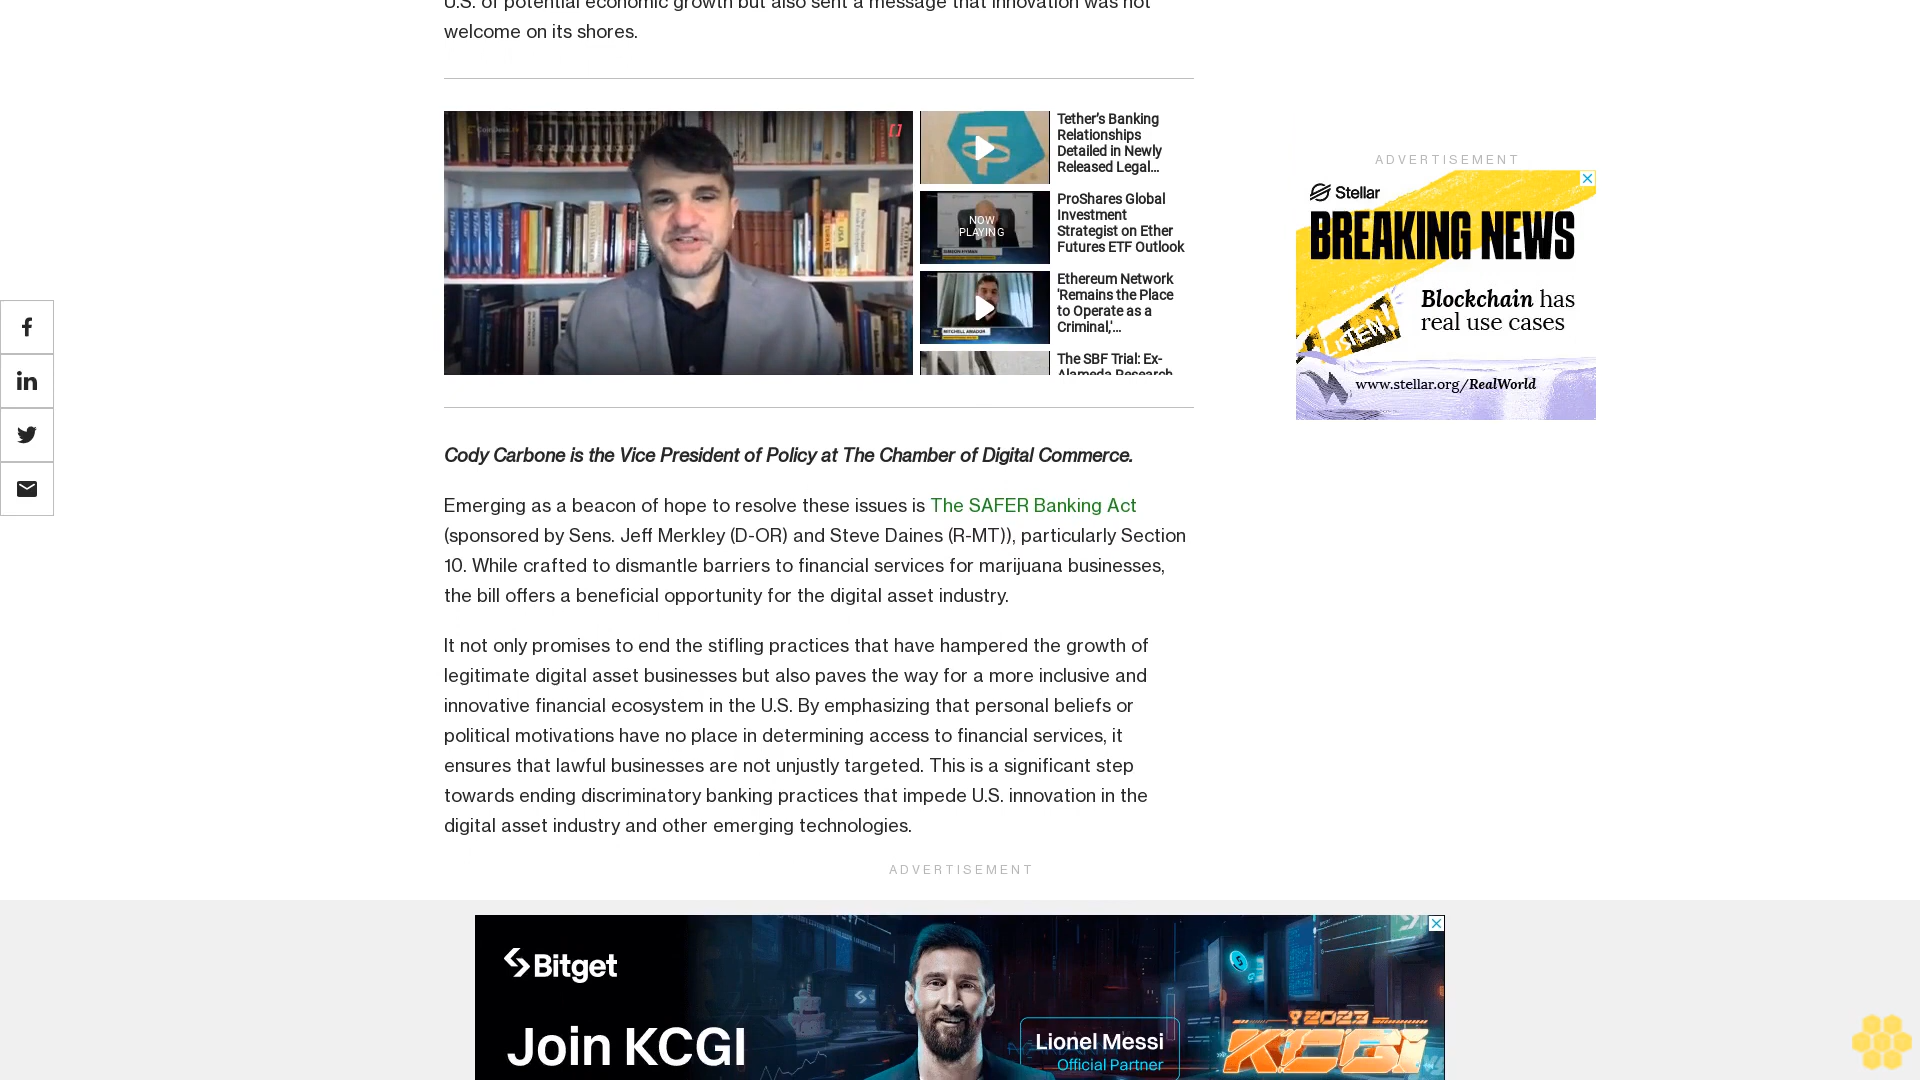 U.S. of potential economic growth but also sent a message that innovation was not
welcome on its shores.
CoinDesk
Tether's Banking
Relationships
Detailed in Newly
Released Legal...
NOW
PLAYING
ProShares Global
Investment
Strategist on Ether
Futures ETF Outlook
MITCHELL AMADOR
Ethereum Network
'Remains the Place
to Operate as a
Criminal,'...
The SBF Trial: Ex-
Alameda Research
ADVERTISEMENT
Stellar
BREAKING NEWS
Blockchain has
real use cases
LISTEN!
www.stellar.org/RealWorld
Cody Carbone is the Vice President of Policy at The Chamber of Digital Commerce.
Emerging as a beacon of hope to resolve these issues is The SAFER Banking Act
(sponsored by Sens. Jeff Merkley (D-OR) and Steve Daines (R-MT)), particularly Section
10. While crafted to dismantle barriers to financial services for marijuana businesses,
the bill offers a beneficial opportunity for the digital asset industry.
It not only promises to end the stifling practices that have hampered the growth of
legitimate digital asset businesses but also paves the way for a more inclusive and
innovative financial ecosystem in the U.S. By emphasizing that personal beliefs or
political motivations have no place in determining access to financial services, it
ensures that lawful businesses are not unjustly targeted. This is a significant step
towards ending discriminatory banking practices that impede U.S. innovation in the
digital asset industry and other emerging technologies.
ADVERTISEMENT
Bitget
Join KCGI
Lionel Messi
Official Partner
2023
KCGI